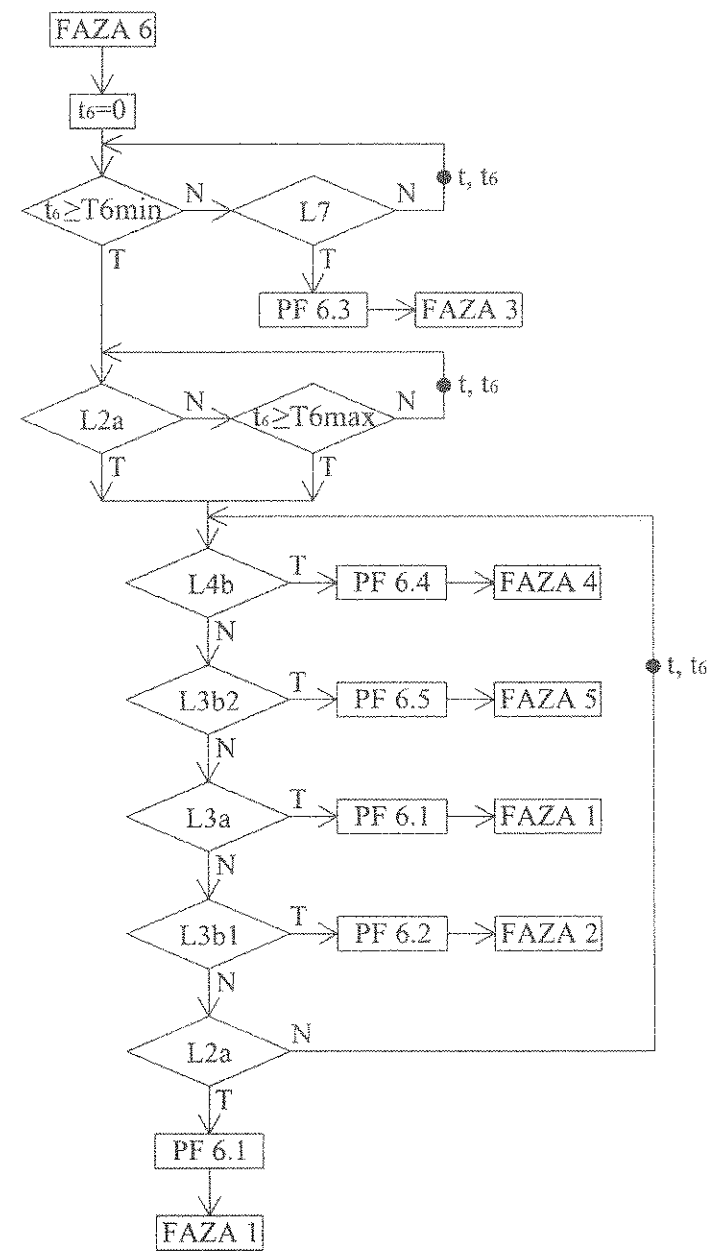 FAZA 6
t6=0
t, t6
t6≥T6min N L7 N
T T
PF 6.3 FAZA 3
t, t6
L2a N t6≥T6max N
T T
L4b T PF 6.4 FAZA 4
N
t, t6
L3b2 T PF 6.5 FAZA 5
N
L3a T PF 6.1 FAZA 1
N
L3b1 T PF 6.2 FAZA 2
N
L2a N
T
PF 6.1
FAZA 1